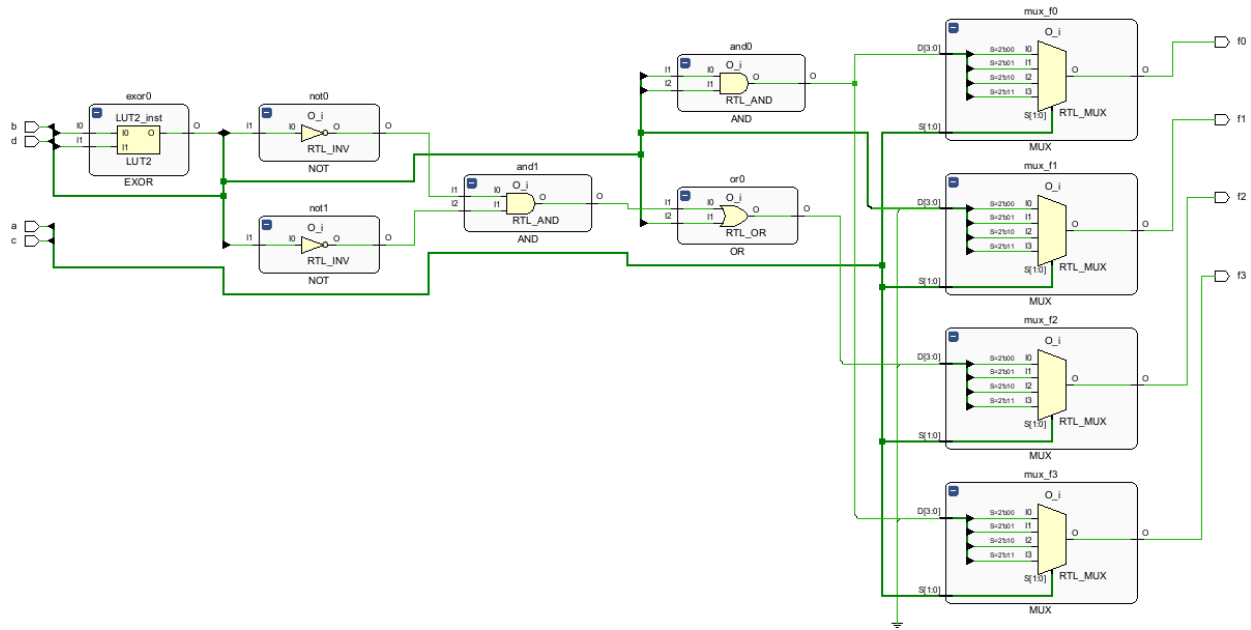 b
d
a
c
exor0
LUT2_inst
I0
I1
I0
I1
O
O
LUT2
EXOR
not0
O_i
I1
I0
O
O
RTL_INV
NOT
not1
O_i
I1
I0
O
O
RTL_INV
NOT
and1
O_i
I1
I2
I0
I1
O
O
RTL_AND
AND
and0
O_i
I1
I2
I0
I1
O
O
RTL_AND
AND
or0
O_i
I1
I2
I0
I1
O
O
RTL_OR
OR
mux_f0
O_i
D[3:0]
S=2'b00 I0
S=2'b01 I1
S=2'b10 I2
S=2'b11 I3
O
O
RTL_MUX
S[1:0]
S[1:0]
MUX
mux_f1
O_i
D[3:0]
S=2'b00 I0
S=2'b01 I1
S=2'b10 I2
S=2'b11 I3
O
O
S[1:0]
RTL_MUX
S[1:0]
MUX
mux_f2
O_i
D[3:0]
S=2'b00 I0
S=2'b01 I1
S=2'b10 I2
S=2'b11 I3
O
O
S[1:0]
RTL_MUX
S[1:0]
MUX
mux_f3
O_i
D[3:0]
S=2'b00 I0
S=2'b01 I1
S=2'b10 I2
S=2'b11 I3
O
O
S[1:0]
RTL_MUX
S[1:0]
MUX
f0
f1
f2
f3